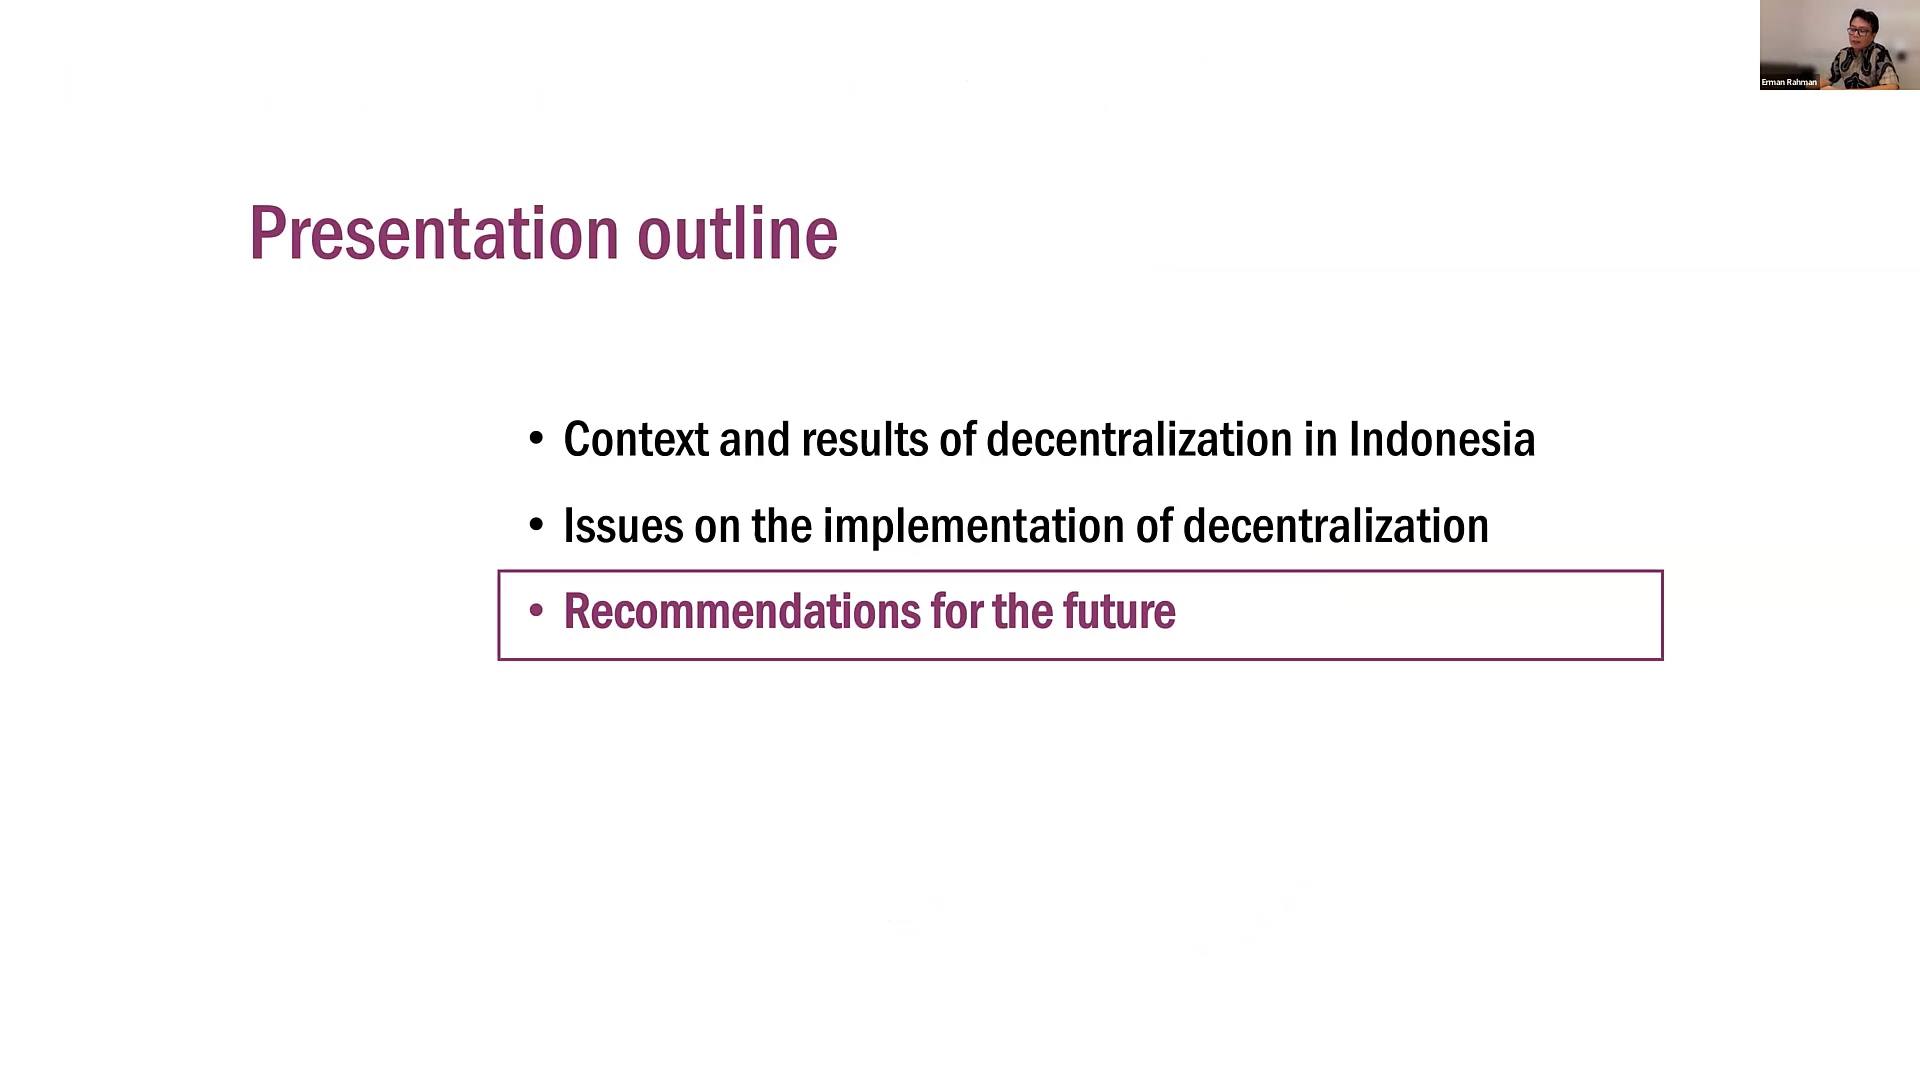 Erman Rahman
Presentation outline
• Context and results of decentralization in Indonesia
• Issues on the implementation of decentralization
• Recommendations for the future